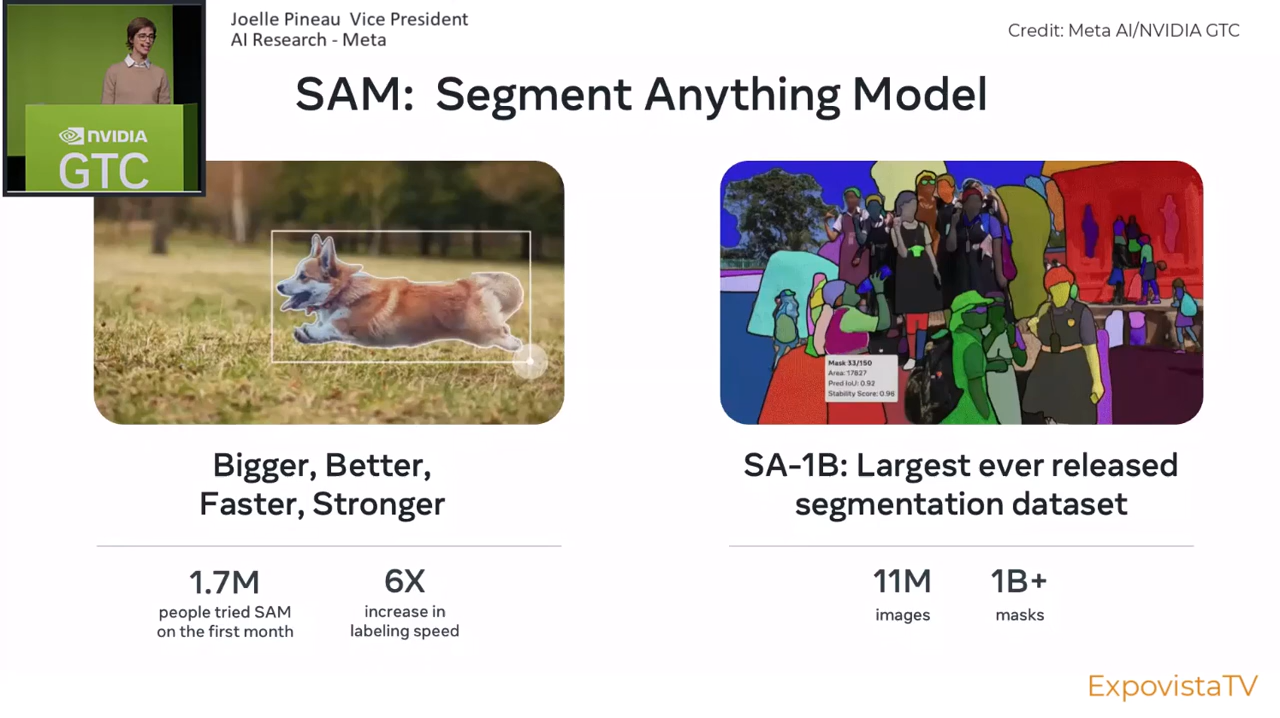 Joelle Pineau Vice President
AI Research - Meta
Credit: Meta AI/NVIDIA GTC
NVIDIA
GTC
SAM: Segment Anything Model
Mask 33/150
Area: 17827
Pred IoU: 0.92
Stability Score: 0.96
Bigger, Better,
Faster, Stronger
1.7M
people tried SAM
on the first month
6X
increase in
labeling speed
SA-1B: Largest ever released
segmentation dataset
11M
images
1B+
masks
ExpovistaTV